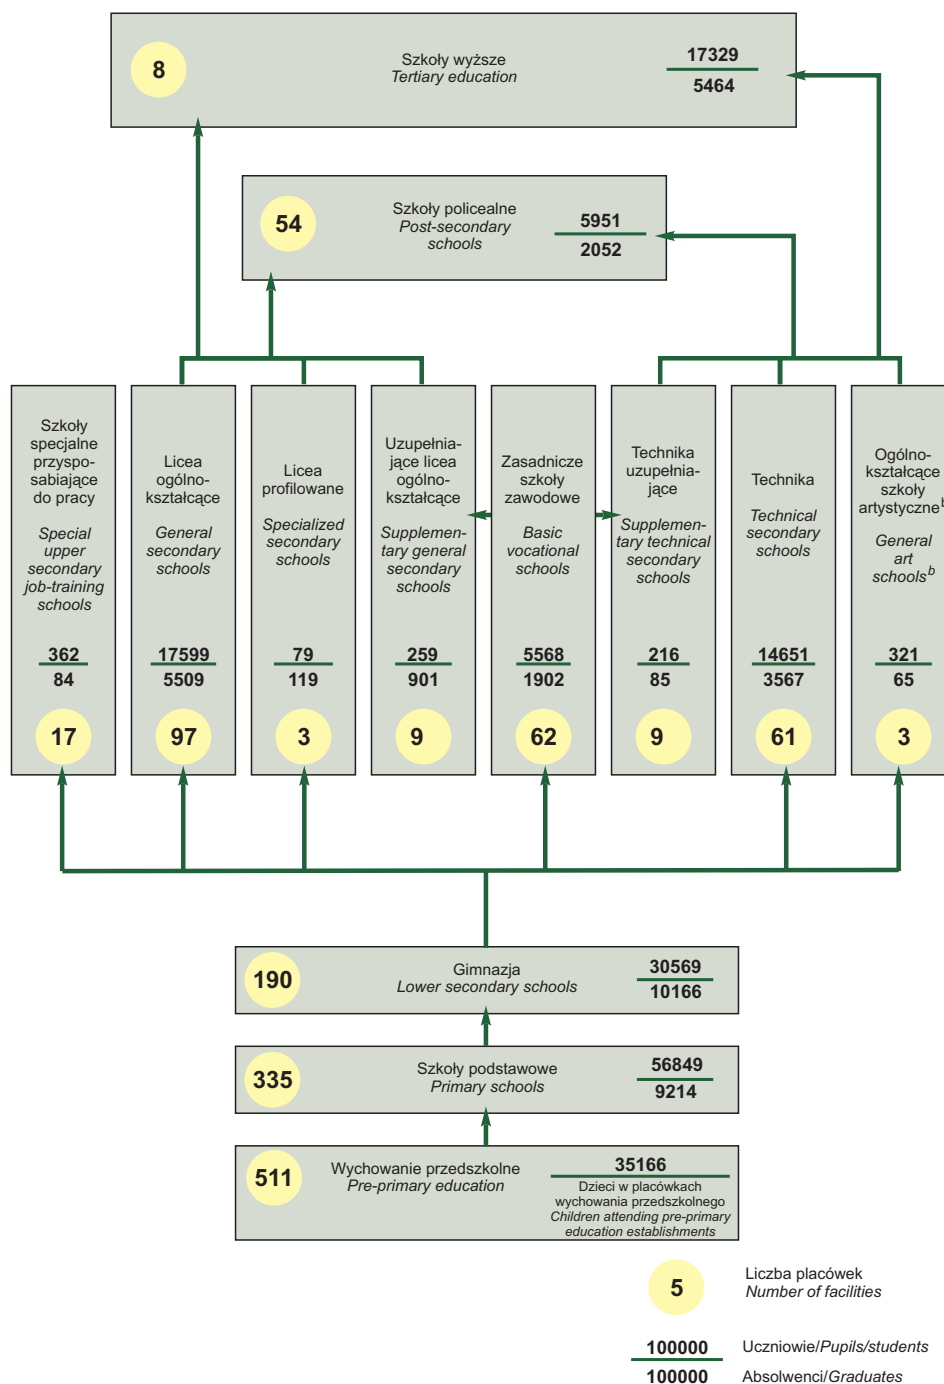 8
Szkoły wyższe
Tertiary education
17329
5464
54
Szkoły policealne
Post-secondary
schools
5951
2052
Szkoły
specjalne
przyspo-
sabiające
do pracy
Special
upper
secondary
job-training
schools
362
84
17
Licea
ogólno-
kształcące
General
secondary
schools
17599
5509
97
Licea
profilowane
Specialized
secondary
schools
79
119
3
Uzupełnia-
jące licea
ogólno-
kształcące
Supplemen-
tary general
secondary
schools
259
901
9
Zasadnicze
szkoły
zawodowe
Basic
vocational
schools
5568
1902
62
Technika
uzupełnia-
jące
Supplemen-
tary technical
secondary
schools
216
85
9
Technika
Technical
secondary
schools
14651
3567
61
Ogólno-
kształcące
szkoły
artystyczne b
General
art
schools b
321
65
3
190
Gimnazja
Lower secondary schools
30569
10166
335
Szkoły podstawowe
Primary schools
56849
9214
511
Wychowanie przedszkolne
Pre-primary education
35166
Dzieci w placówkach
wychowania przedszkolnego
Children attending pre-primary
education establishments
5
Liczba placówek
Number of facilities
100000
Uczniowie/Pupils/students
100000
Absolwenci/Graduates